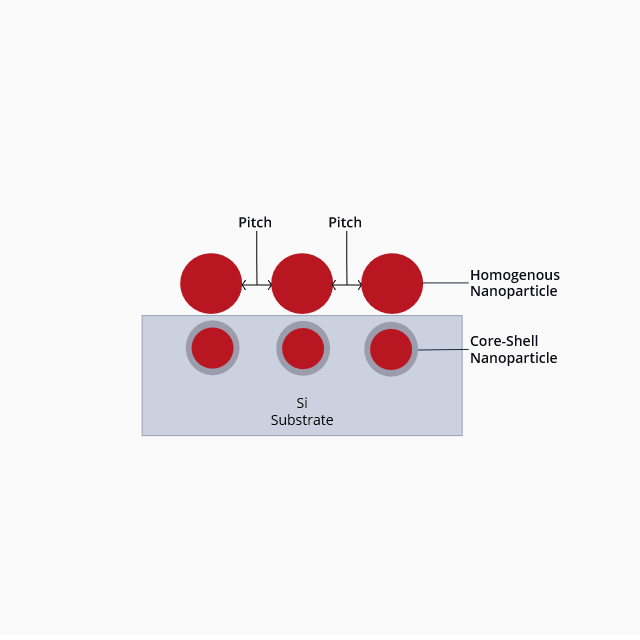 Pitch
Pitch
Homogenous
Nanoparticle
Core-Shell
Nanoparticle
Si
Substrate